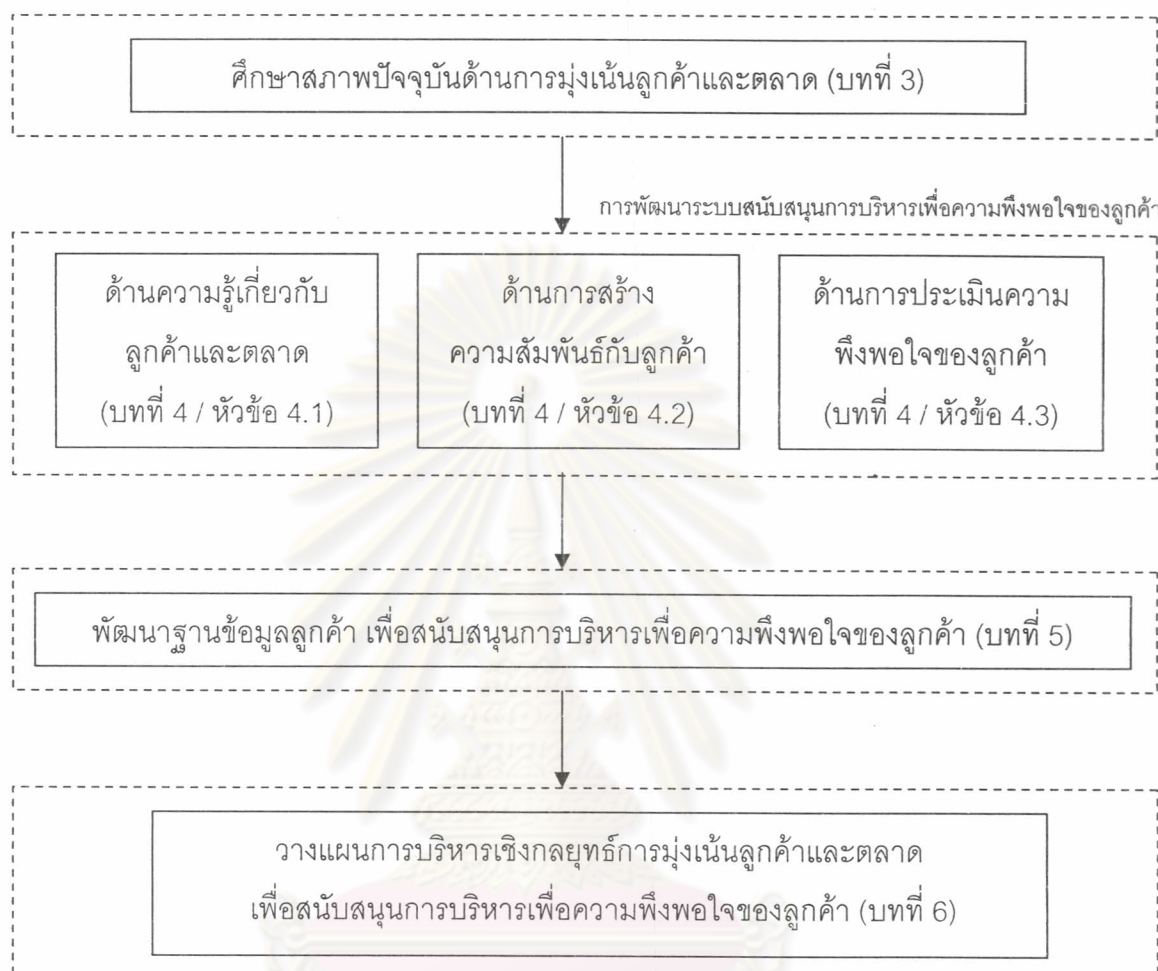 ศึกษาสภาพปัจจุบันด้านการมุ่งเน้นลูกค้าและตลาด (บทที่ 3)
การพัฒนาระบบสนับสนุนการบริหารเพื่อความพึงพอใจของลูกค้า
ด้านความรู้เกี่ยวกับ
ลูกค้าและตลาด
(บทที่ 4 / หัวข้อ 4.1)
ด้านการสร้าง
ความสัมพันธ์กับลูกค้า
(บทที่ 4 / หัวข้อ 4.2)
ด้านการประเมินความ
พึงพอใจของลูกค้า
(บทที่ 4 / หัวข้อ 4.3)
พัฒนาฐานข้อมูลลูกค้า เพื่อสนับสนุนการบริหารเพื่อความพึงพอใจของลูกค้า (บทที่ 5)
วางแผนการบริหารเชิงกลยุทธ์การมุ่งเน้นลูกค้าและตลาด
เพื่อสนับสนุนการบริหารเพื่อความพึงพอใจของลูกค้า (บทที่ 6)